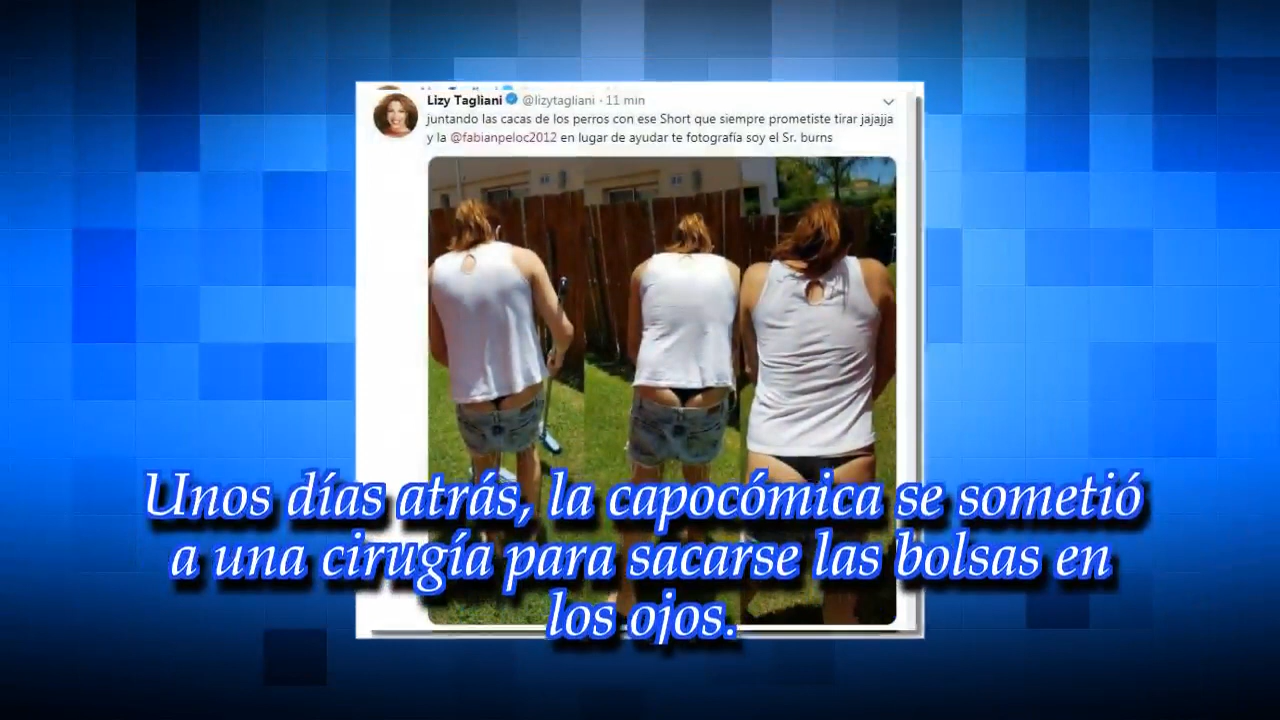 Lizy Tagliani @lizytagliani · 11 min
juntando las cacas de los perros con ese Short que siempre prometiste tirar jajajja
y la @fabianpeloc2012 en lugar de ayudar te fotografía soy el Sr. burns
Unos días atrás, la capocómica se sometió
a una cirugía para sacarse las bolsas en
los ojos.